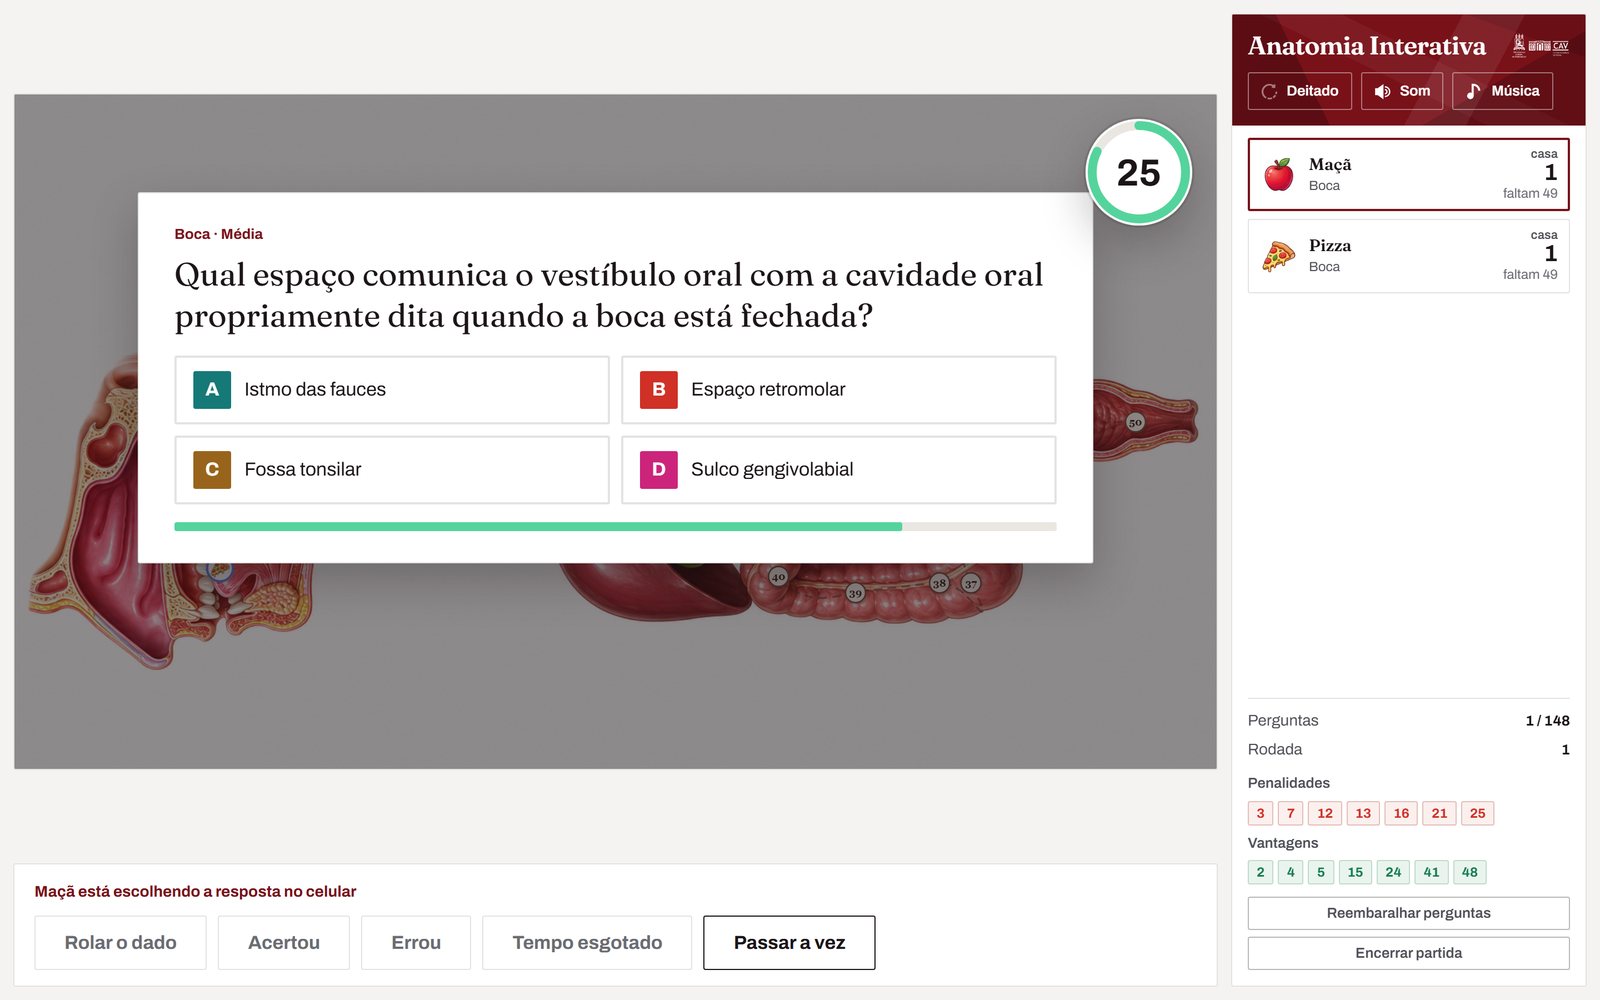 25
Boca · Média
Qual espaço comunica o vestíbulo oral com a cavidade oral
propriamente dita quando a boca está fechada?
A Istmo das fauces
B Espaço retromolar
C Fossa tonsilar
D Sulco gengivolabial
50
40
39
38
37
Maçã está escolhendo a resposta no celular
Rolar o dado
Acertou
Errou
Tempo esgotado
Passar a vez
Anatomia Interativa
CAV
Deitado
Som
Música
Maçã
Boca
casa
1
faltam 49
Pizza
Boca
casa
1
faltam 49
Perguntas 1 / 148
Rodada 1
Penalidades
3 7 12 13 16 21 25
Vantagens
2 4 5 15 24 41 48
Reembaralhar perguntas
Encerrar partida